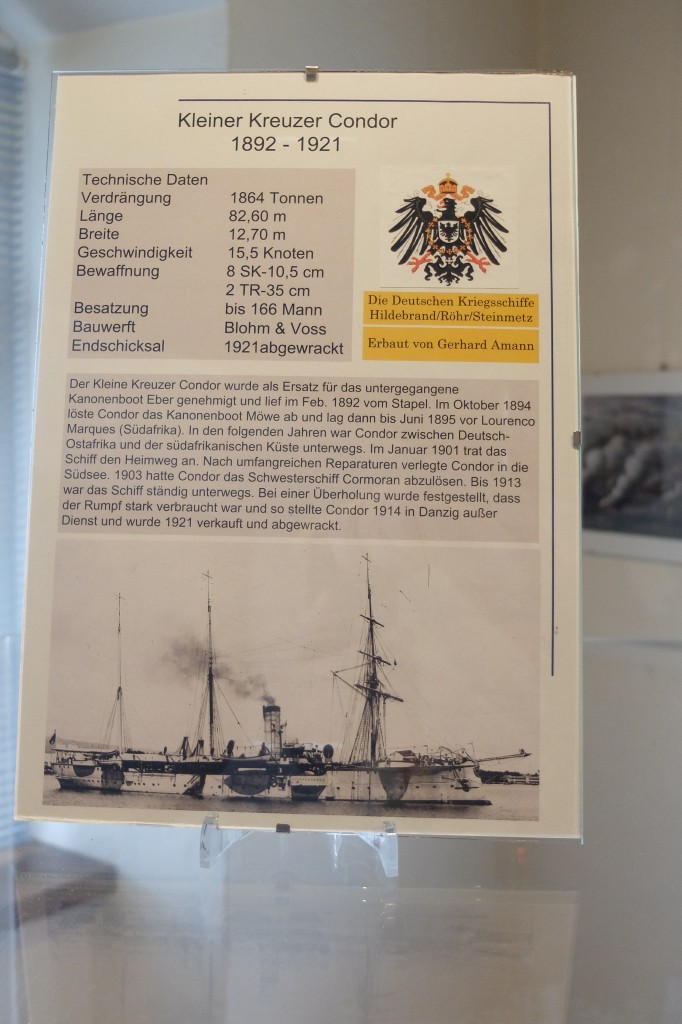 Kleiner Kreuzer Condor
1892 - 1921
Technische Daten
Verdrängung 1864 Tonnen
Länge 82,60 m
Breite 12,70 m
Geschwindigkeit 15,5 Knoten
Bewaffnung 8 SK-10,5 cm
2 TR-35 cm
Besatzung bis 166 Mann
Bauwerft Blohm & Voss
Endschicksal 1921abgewrackt
Die Deutschen Kriegsschiffe
Hildebrand/Röhr/Steinmetz
Erbaut von Gerhard Amann
Der Kleine Kreuzer Condor wurde als Ersatz für das untergegangene
Kanonenboot Eber genehmigt und lief im Feb. 1892 vom Stapel. Im Oktober 1894
löste Condor das Kanonenboot Möwe ab und lag dann bis Juni 1895 vor Lourenco
Marques (Südafrika). In den folgenden Jahren war Condor zwischen Deutsch-
Ostafrika und der südafrikanischen Küste unterwegs. Im Januar 1901 trat das
Schiff den Heimweg an. Nach umfangreichen Reparaturen verlegte Condor in die
Südsee. 1903 hatte Condor das Schwesterschiff Cormoran abzulösen. Bis 1913
war das Schiff ständig unterwegs. Bei einer Überholung wurde festgestellt, dass
der Rumpf stark verbraucht war und so stellte Condor 1914 in Danzig außer
Dienst und wurde 1921 verkauft und abgewrackt.